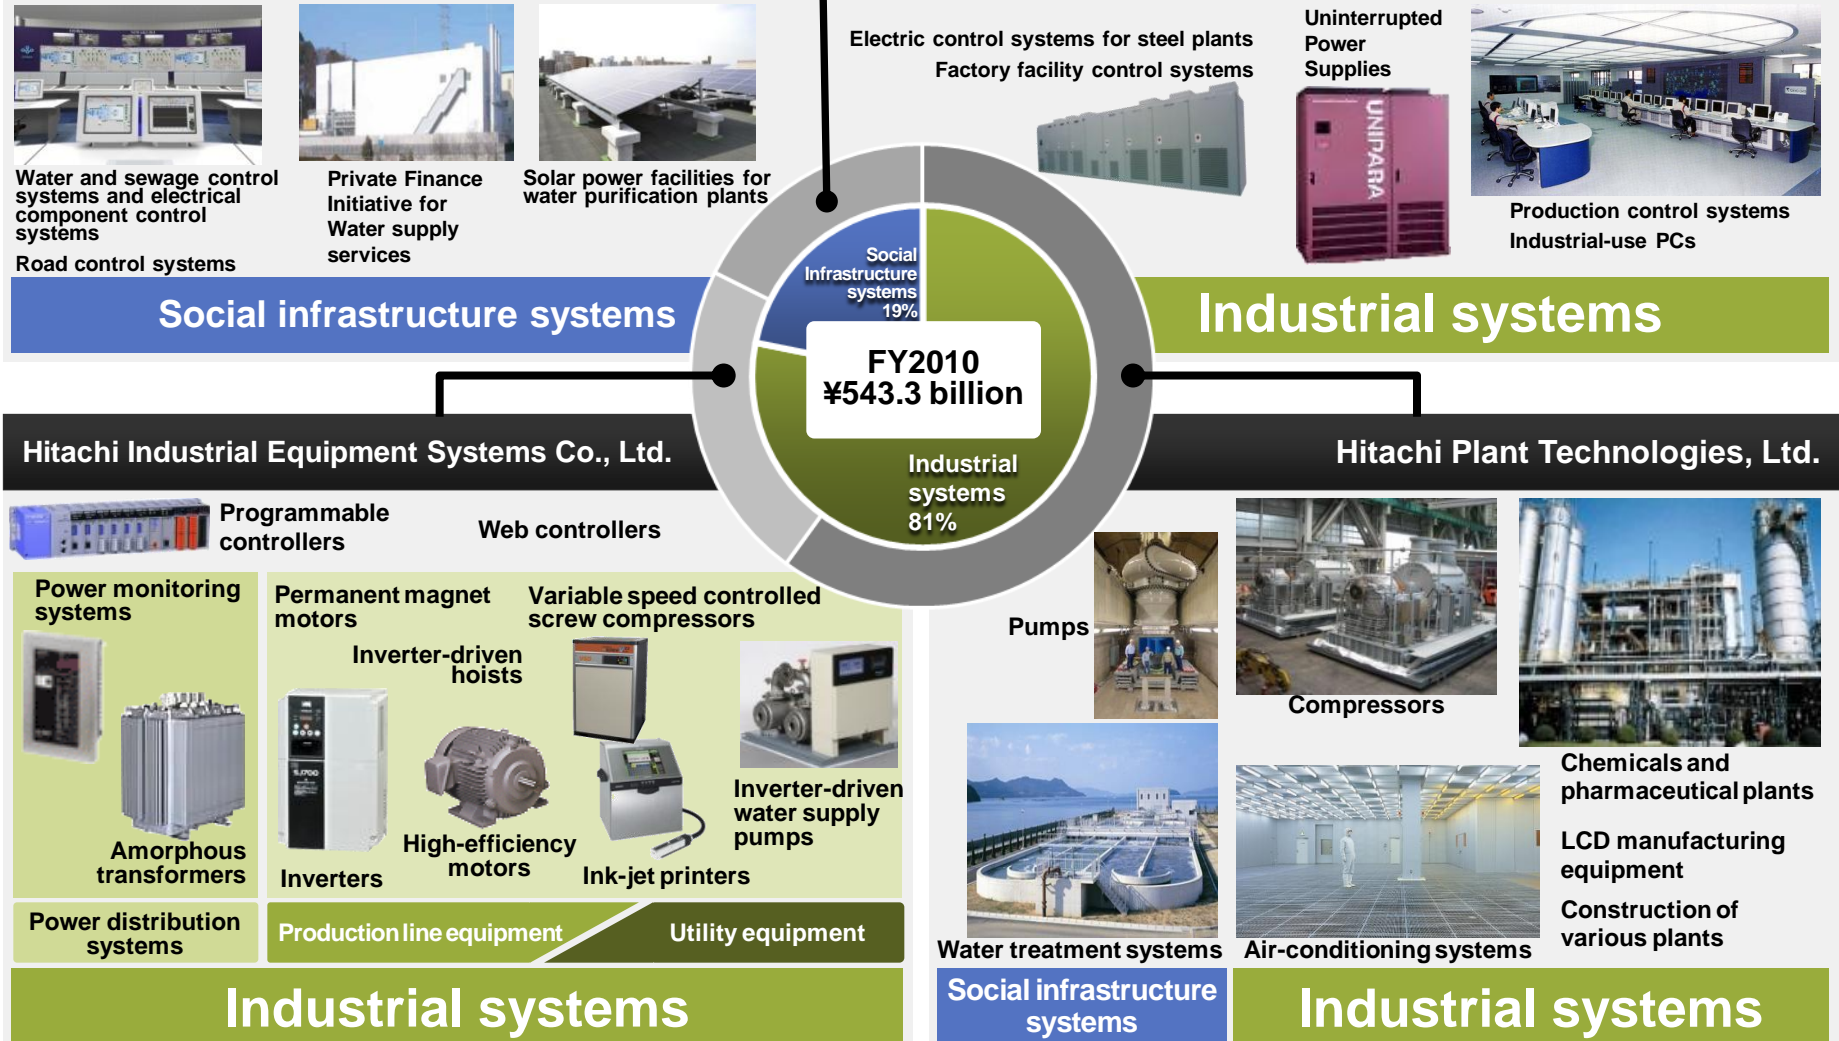 Water and sewage control
systems and electrical
component control
systems
Road control systems
Private Finance
Initiative for
Water supply
services
Solar power facilities for
water purification plants
Social infrastructure systems
Electric control systems for steel plants
Factory facility control systems
Uninterrupted
Power
Supplies
UNIPARA
Production control systems
Industrial-use PCs
Industrial systems
Social
Infrastructure
systems
19%
FY2010
¥543.3 billion
Industrial
systems
81%
Hitachi Industrial Equipment Systems Co., Ltd.
Programmable
controllers
Web controllers
Power monitoring
systems
Amorphous
transformers
Power distribution
systems
Permanent magnet
motors
Inverter-driven
hoists
Variable speed controlled
screw compressors
SJ700
Inverters
High-efficiency
motors
Ink-jet printers
Inverter-driven
water supply
pumps
Production line equipment
Utility equipment
Industrial systems
Hitachi Plant Technologies, Ltd.
Pumps
Compressors
Water treatment systems
Air-conditioning systems
Chemicals and
pharmaceutical plants
LCD manufacturing
equipment
Construction of
various plants
Social infrastructure
systems
Industrial systems